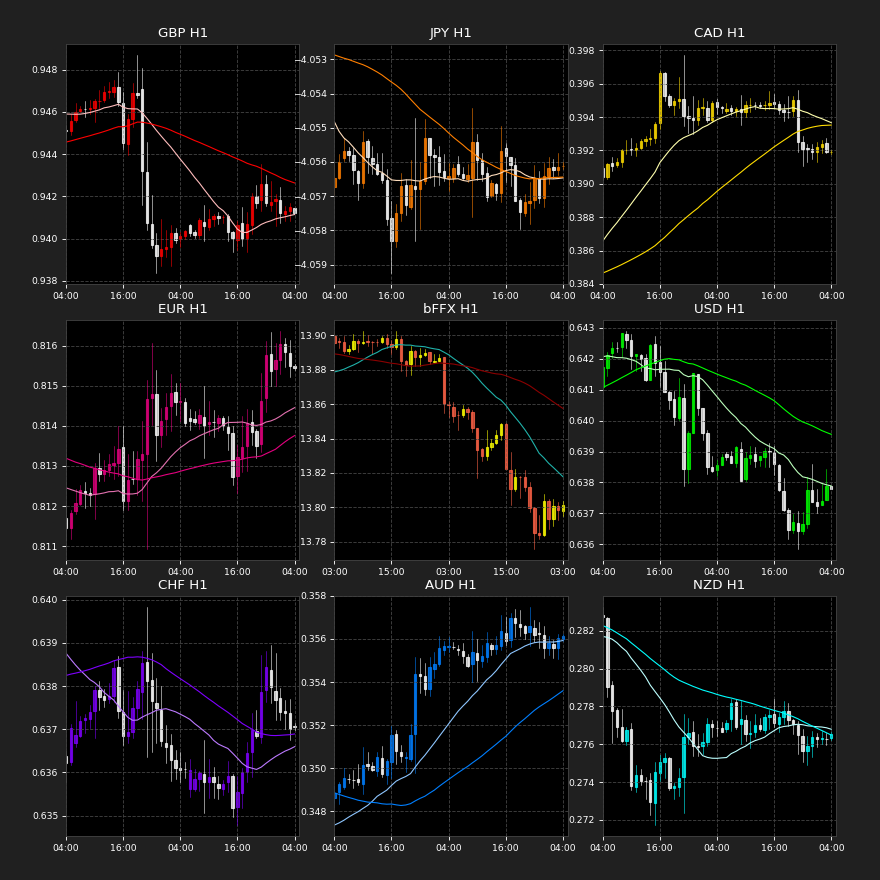 GBP H1 JPY H1 CAD H1
0.948 0.946 0.944 0.942 0.940 0.938
−4.053 −4.054 −4.055 −4.056 −4.057 −4.058 −4.059
0.398 0.396 0.394 0.392 0.390 0.388 0.386 0.384
04:00 16:00 04:00 16:00 04:00 04:00 16:00 04:00 16:00 04:00 04:00 16:00 04:00 16:00 04:00
EUR H1 bFFX H1 USD H1
0.816 0.815 0.814 0.813 0.812 0.811
13.90 13.88 13.86 13.84 13.82 13.80 13.78
0.643 0.642 0.641 0.640 0.639 0.638 0.637 0.636
04:00 16:00 04:00 16:00 04:00 03:00 15:00 03:00 15:00 03:00 04:00 16:00 04:00 16:00 04:00
CHF H1 AUD H1 NZD H1
0.640 0.639 0.638 0.637 0.636 0.635
0.358 0.356 0.354 0.352 0.350 0.348
0.282 0.280 0.278 0.276 0.274 0.272
04:00 16:00 04:00 16:00 04:00 04:00 16:00 04:00 16:00 04:00 04:00 16:00 04:00 16:00 04:00